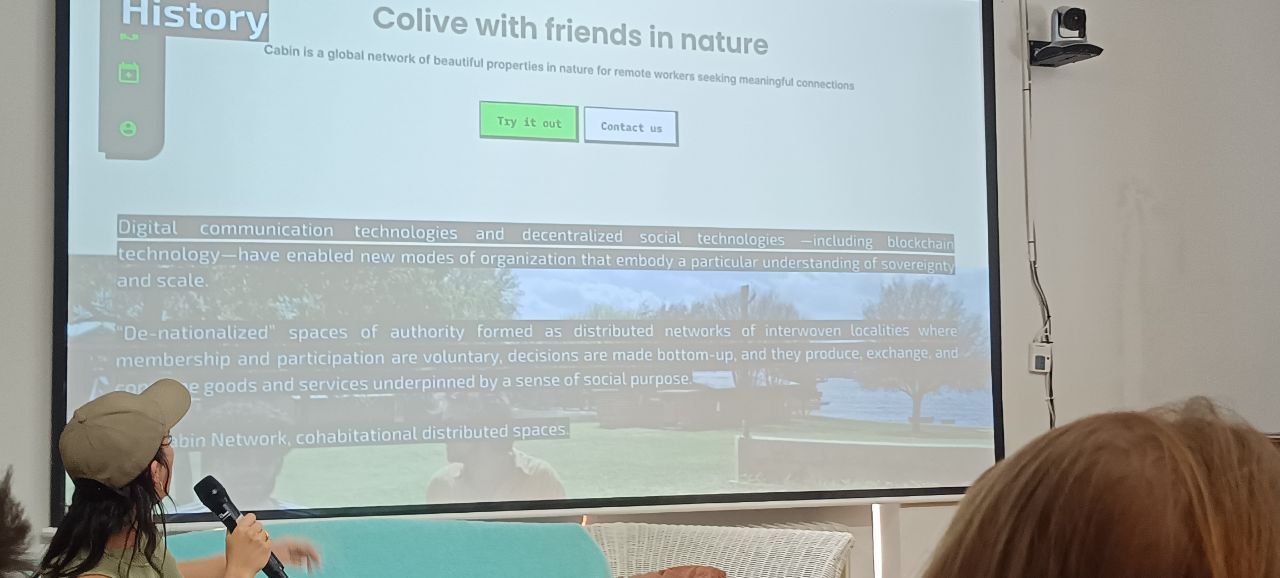 History
Colive with friends in nature
Cabin is a global network of beautiful properties in nature for remote workers seeking meaningful connections
Try it out
Contact us
Digital communication technologies and decentralized social technologies —including blockchain
technology—have enabled new modes of organization that embody a particular understanding of sovereignty
and scale.
"De-nationalized" spaces of authority formed as distributed networks of interwoven localities where
membership and participation are voluntary, decisions are made bottom-up, and they produce, exchange, and
goods and services underpinned by a sense of social purpose.
Network, cohabitational distributed spaces.